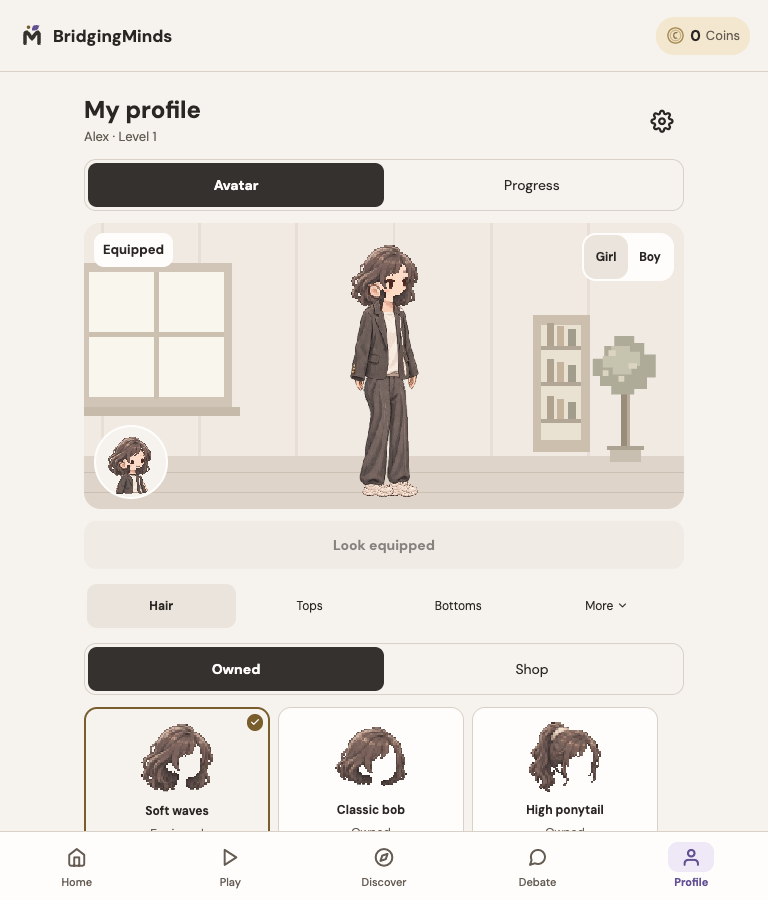 BridgingMinds
0 Coins
My profile
Alex · Level 1
Avatar
Progress
Equipped
Girl
Boy
Look equipped
Hair
Tops
Bottoms
More
Owned
Shop
Soft waves
Classic bob
High ponytail
Home
Play
Discover
Debate
Profile